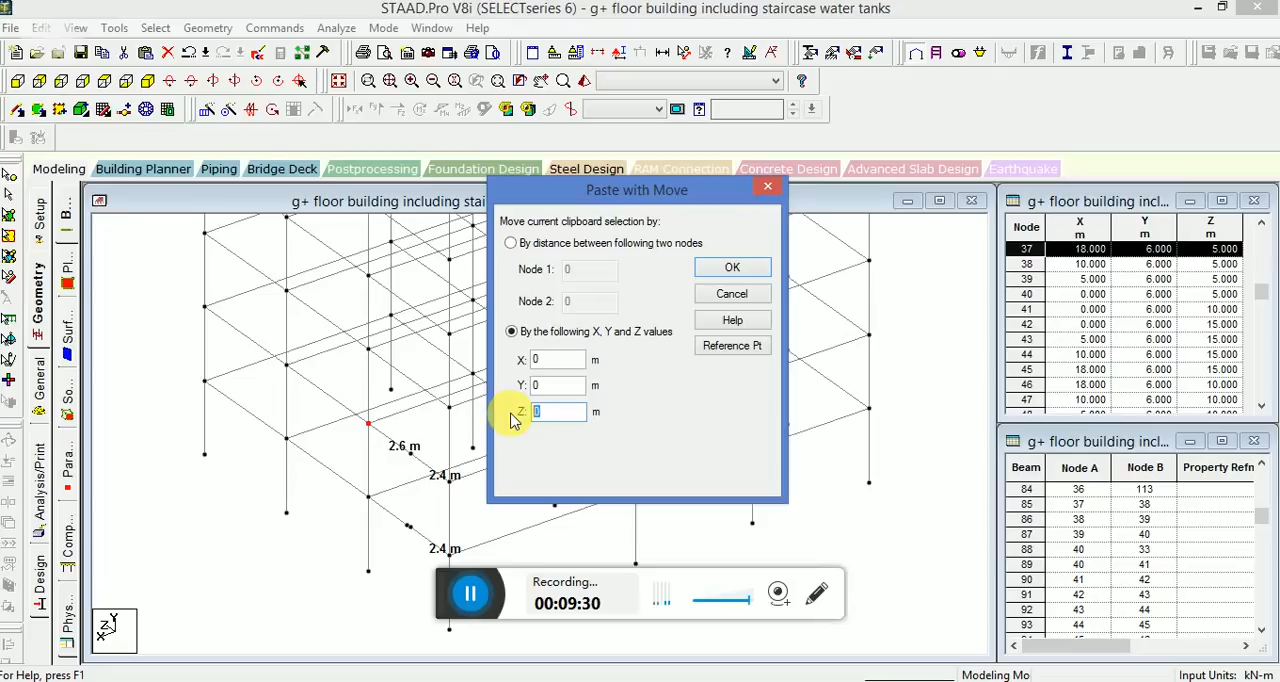 STAAD.Pro V8i (SELECTseries 6) - g+ floor building including staircase water tanks
File Edit View Tools Select Geometry Commands Analyze Mode Window Help
Modeling Building Planner Piping Bridge Deck Postprocessing Foundation Design Steel Design RAM Connection Concrete Design Advanced Slab Design Earthquake
g+ floor building including stai
Paste with Move
Move current clipboard selection by:
By distance between following two nodes
Node 1: 0
Node 2: 0
By the following X, Y and Z values
X: 0 m
Y: 0 m
Z: 0 m
OK
Cancel
Help
Reference Pt
2.6 m
2.4 m
2.4 m
Recording...
00:09:30
Setup
Geometry
General
Analysis/Print
Design
B...
Pl...
Surf...
So...
Para...
Comp...
Phys...
g+ floor building incl...
Node X m Y m Z m
37 18.000 6.000 5.000
38 10.000 6.000 5.000
39 5.000 6.000 5.000
40 0.000 6.000 5.000
41 0.000 6.000 10.000
42 0.000 6.000 15.000
43 5.000 6.000 15.000
44 10.000 6.000 15.000
45 18.000 6.000 15.000
46 18.000 6.000 10.000
47 10.000 6.000 10.000
g+ floor building incl...
Beam Node A Node B Property Refn
84 36 113
85 37 38
86 38 39
87 39 40
88 40 33
89 40 41
90 41 42
91 42 43
92 43 44
93 44 45
Y
Z
X
For Help, press F1
Modeling Mo
Input Units: kN-m